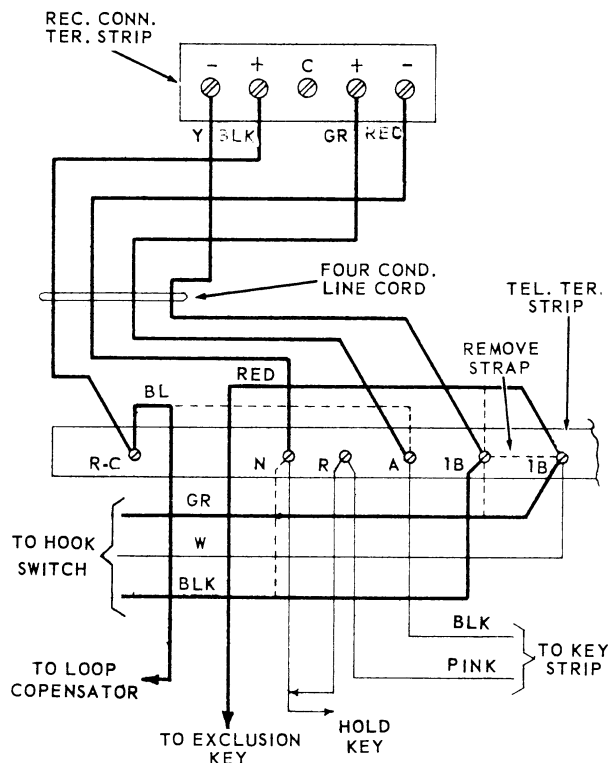 REC. CONN.
TER. STRIP
- + C + -
Y BLK GR RED
FOUR COND.
LINE CORD
TEL. TER.
STRIP
REMOVE
STRAP
RED
BL
R-C N R A 1B 1B
GR
TO HOOK
SWITCH
W
BLK
BLK
TO KEY
STRIP
PINK
TO LOOP
COPENSATOR
HOLD
KEY
TO EXCLUSION
KEY